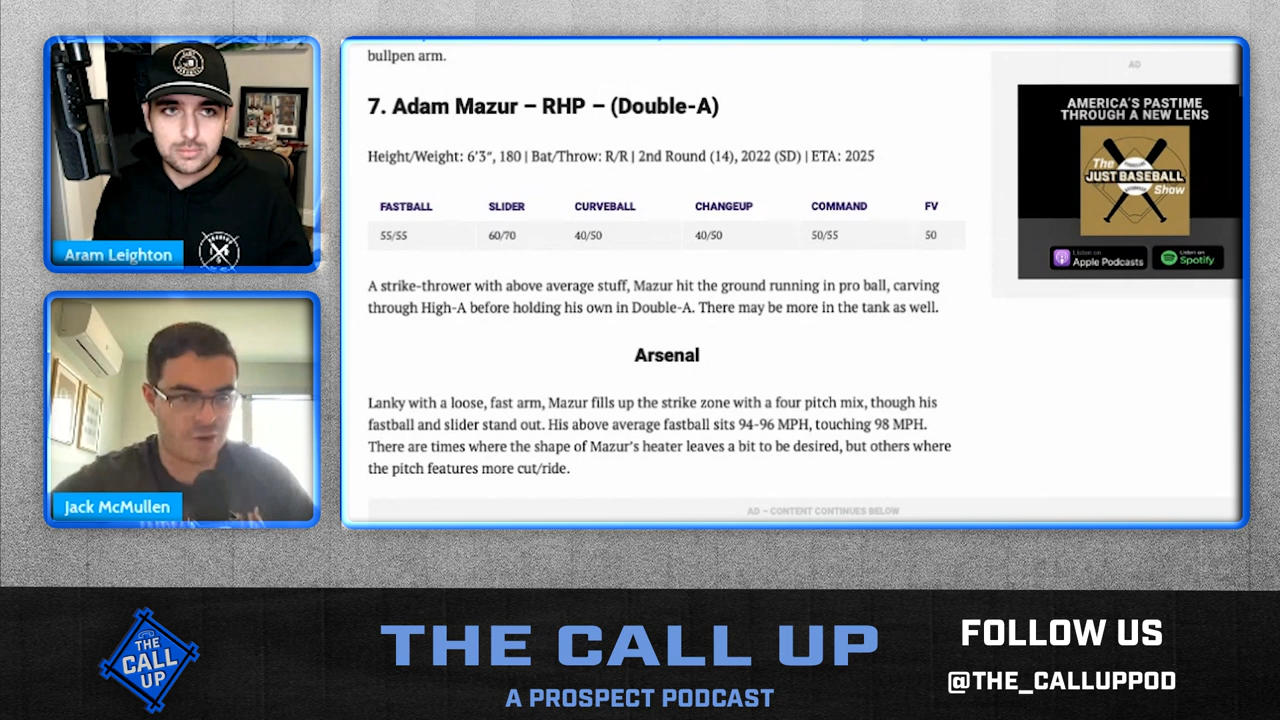 Aram Leighton
Jack McMullen
bullpen arm.
7. Adam Mazur – RHP – (Double-A)
Height/Weight: 6’3″, 180 | Bat/Throw: R/R | 2nd Round (14), 2022 (SD) | ETA: 2025
FASTBALL SLIDER CURVEBALL CHANGEUP COMMAND FV
55/55 60/70 40/50 40/50 50/55 50
A strike-thrower with above average stuff, Mazur hit the ground running in pro ball, carving
through High-A before holding his own in Double-A. There may be more in the tank as well.
Arsenal
Lanky with a loose, fast arm, Mazur fills up the strike zone with a four pitch mix, though his
fastball and slider stand out. His above average fastball sits 94-96 MPH, touching 98 MPH.
There are times where the shape of Mazur’s heater leaves a bit to be desired, but others where
the pitch features more cut/ride.
AD – CONTENT CONTINUES BELOW
AD
AMERICA'S PASTIME
THROUGH A NEW LENS
The
JUST BASEBALL
Show
Listen on
Apple Podcasts
Listen on
Spotify
THE
CALL
UP
THE CALL UP
A PROSPECT PODCAST
FOLLOW US
@THE_CALLUPPOD